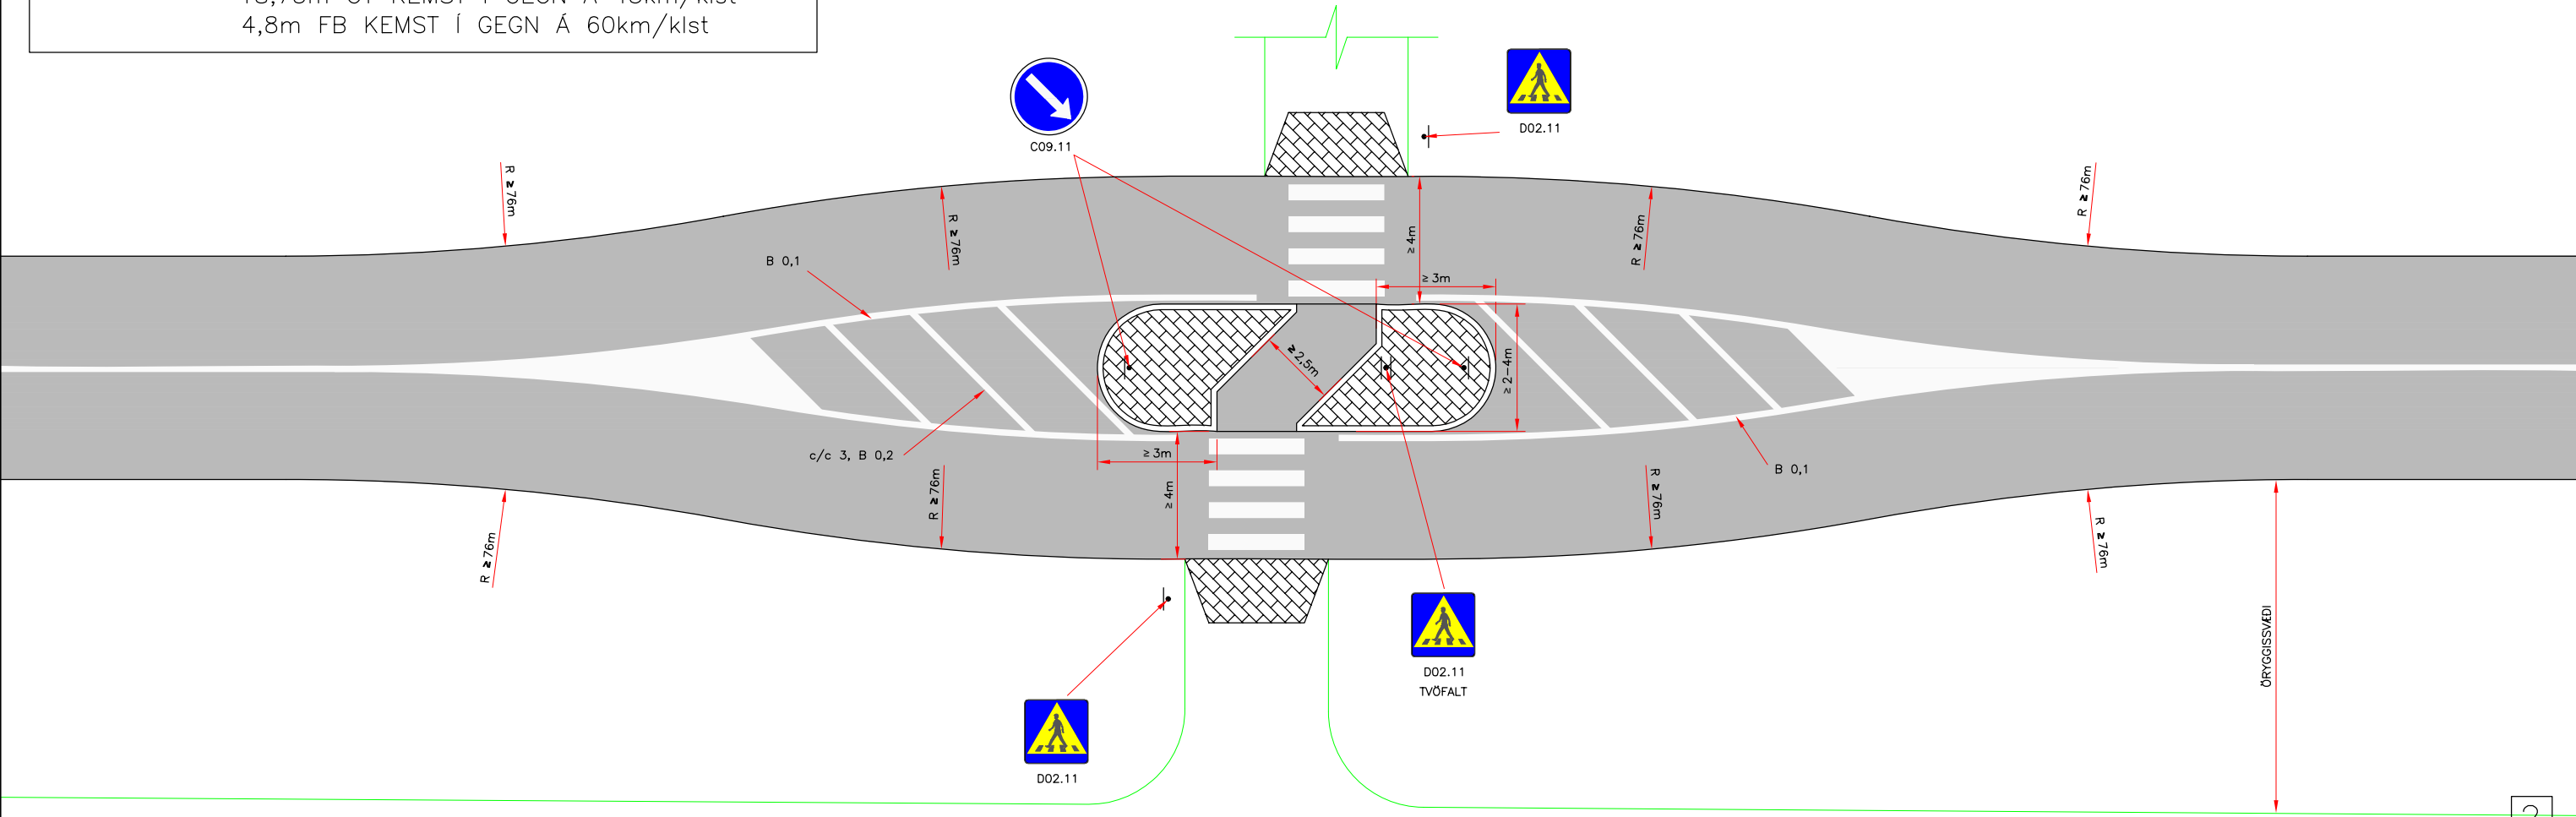 4,8m FB KEMST Í GEGN Á 60km/klst
C09.11
D02.11
R ≥ 76m
R ≥ 76m
R ≥ 76m
R ≥ 76m
≥ 4m
B 0,1
≥ 3m
≥ 2,5m
≥ 2-4m
c/c 3, B 0,2
≥ 3m
B 0,1
R ≥ 76m
≥ 4m
R ≥ 76m
R ≥ 76m
R ≥ 76m
ÖRYGGISSVÆÐI
D02.11
TVÖFALT
D02.11